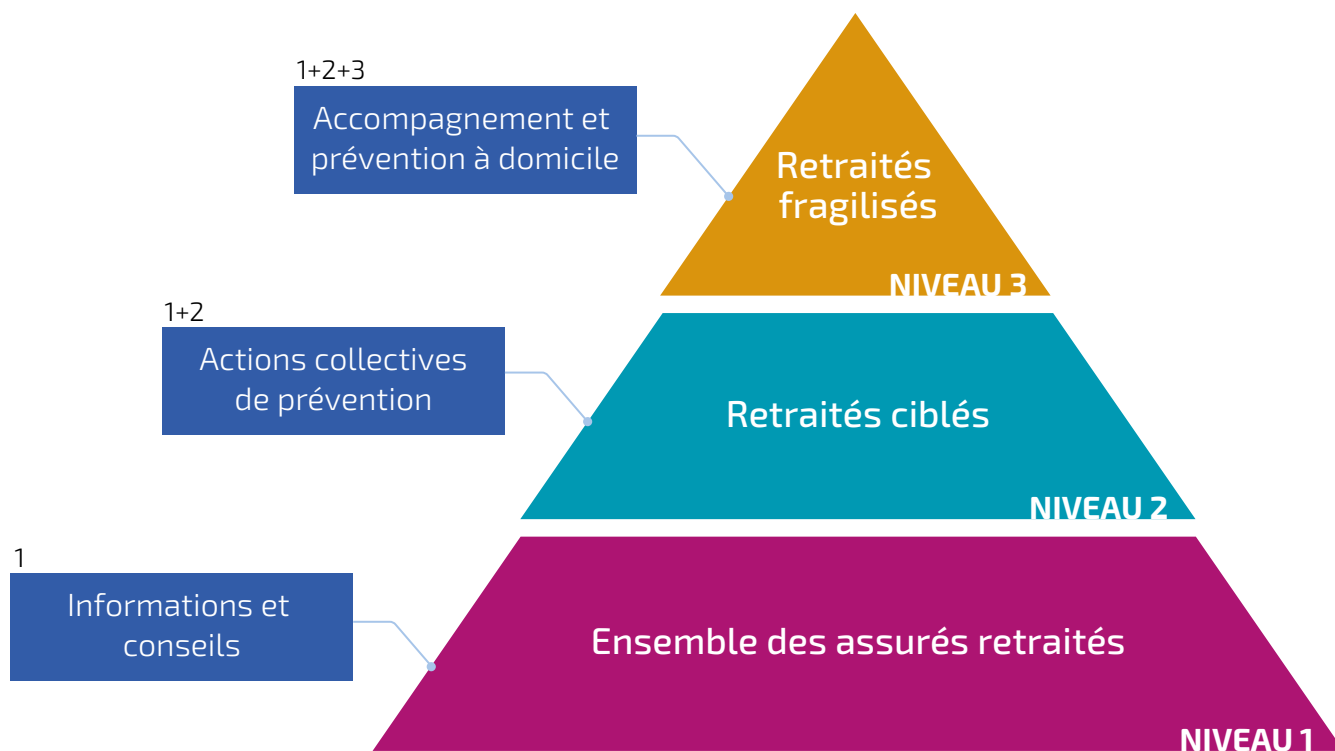 1+2+3
Accompagnement et
prévention à domicile
Retraités
fragilisés
NIVEAU 3
1+2
Actions collectives
de prévention
Retraités ciblés
NIVEAU 2
1
Informations et
conseils
Ensemble des assurés retraités
NIVEAU 1